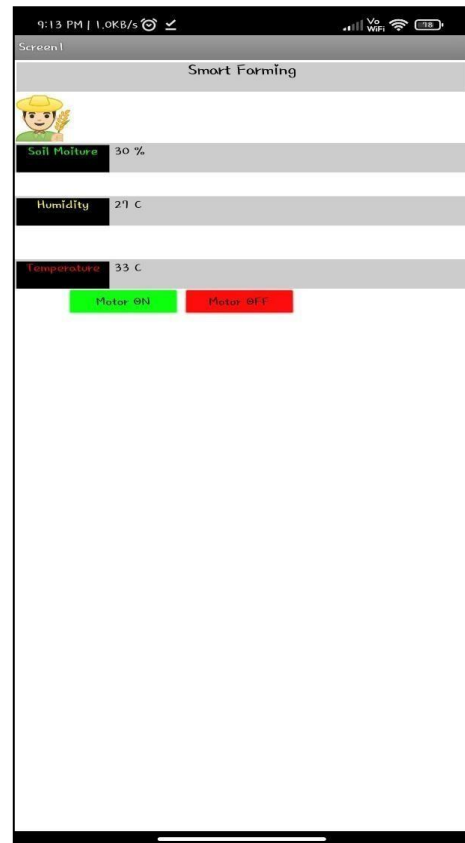 9:13 PM | 1.0KB/s
Vo WiFi 78
Screen1
Smart Farming
Soil Moiture 30 %
Humidity 27 C
Temperature 33 C
Motor ON Motor OFF